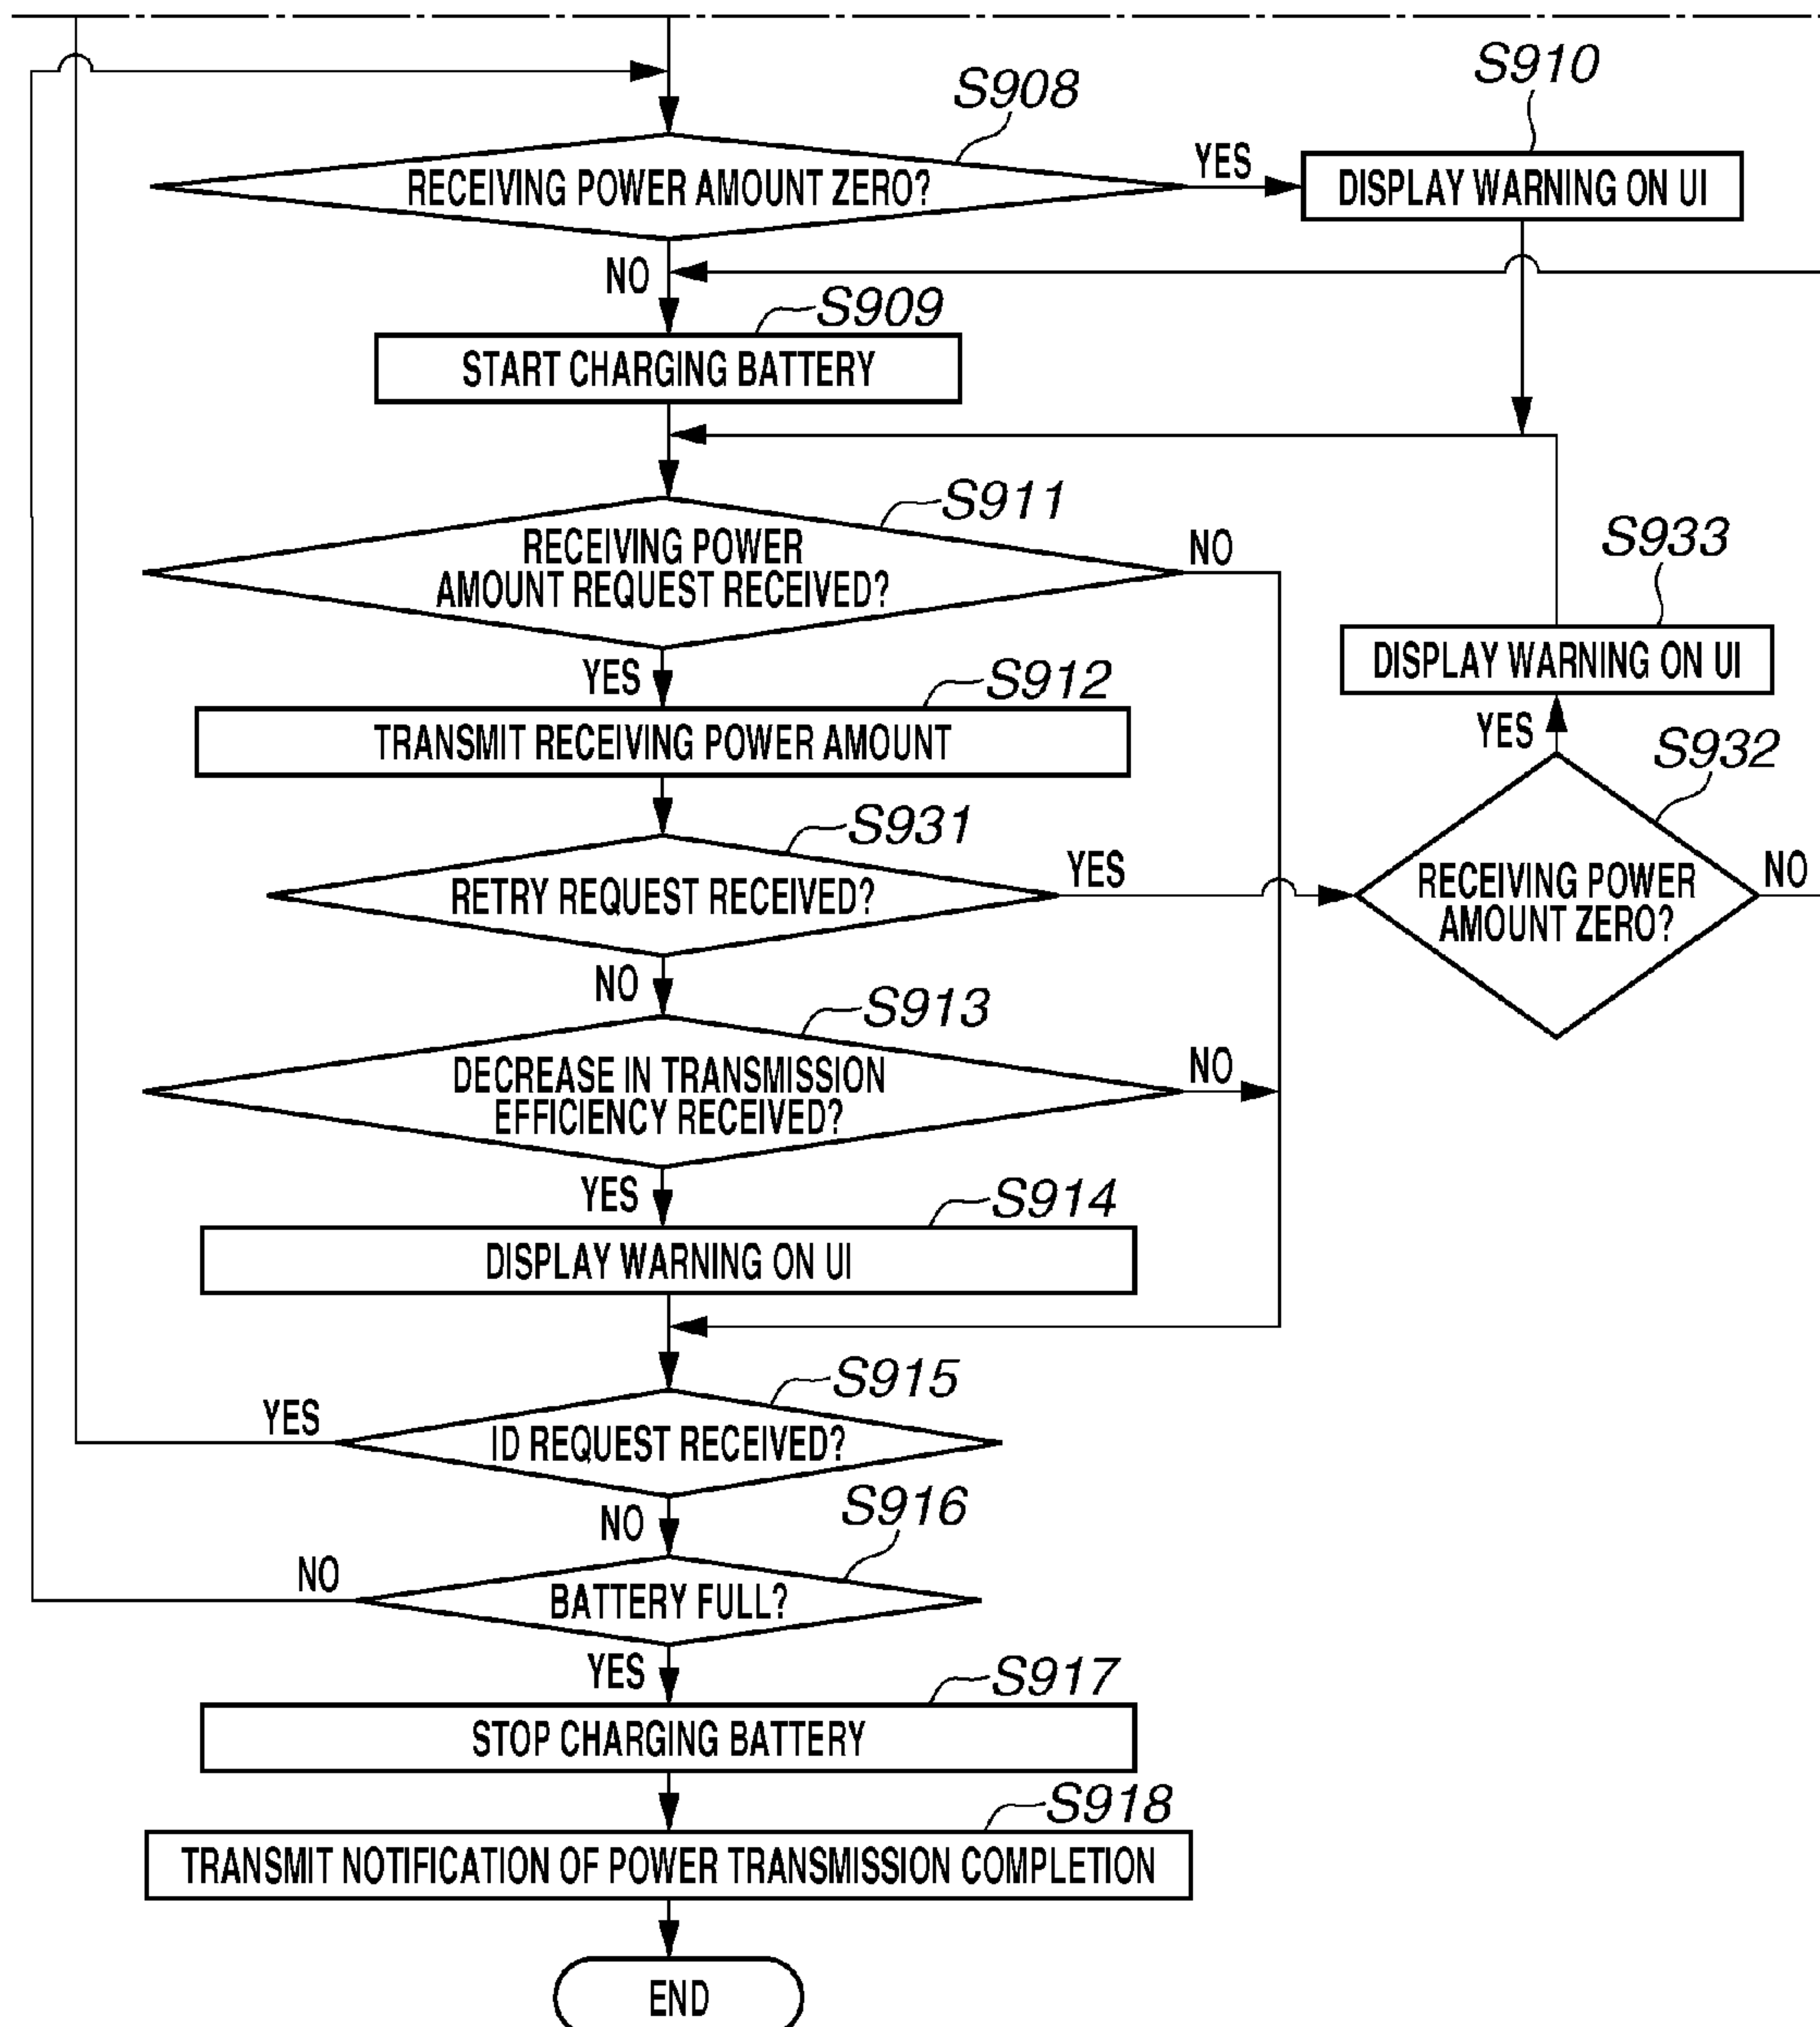 S908
S910
RECEIVING POWER AMOUNT ZERO?
YES
DISPLAY WARNING ON UI
NO
S909
START CHARGING BATTERY
S911
RECEIVING POWER
AMOUNT REQUEST RECEIVED?
NO
S933
DISPLAY WARNING ON UI
YES
S912
TRANSMIT RECEIVING POWER AMOUNT
YES
S932
S931
RETRY REQUEST RECEIVED?
YES
RECEIVING POWER
AMOUNT ZERO?
NO
NO
S913
DECREASE IN TRANSMISSION
EFFICIENCY RECEIVED?
NO
YES
S914
DISPLAY WARNING ON UI
S915
YES
ID REQUEST RECEIVED?
NO
S916
NO
BATTERY FULL?
YES
S917
STOP CHARGING BATTERY
S918
TRANSMIT NOTIFICATION OF POWER TRANSMISSION COMPLETION
END